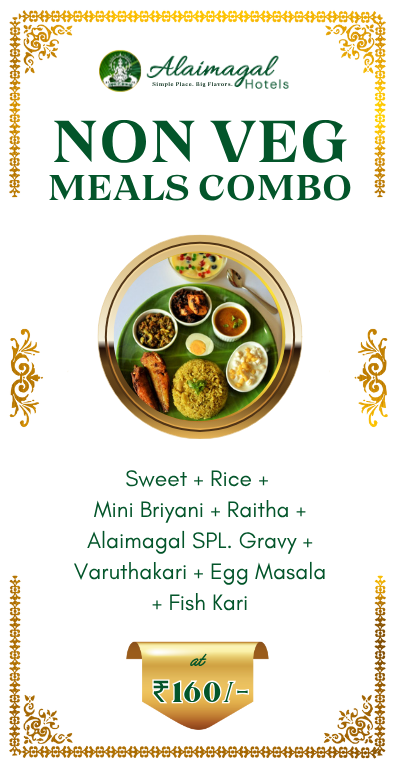 Alaimagal
Hotels
Simple Place. Big Flavors.
NON VEG
MEALS COMBO
Sweet + Rice +
Mini Briyani + Raitha +
Alaimagal SPL. Gravy +
Varuthakari + Egg Masala
+ Fish Kari
at
₹160/-